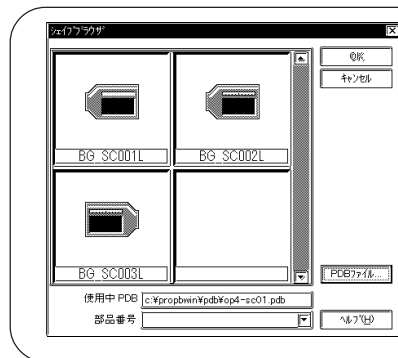 シェイプブラウザ
OK
キャンセル
BG_SC001L
BG_SC002L
BG_SC003L
PDBファイル...
使用中 PDB
c:¥propbwin¥pdb¥op4-sc01.pdb
部品番号
ヘルプ(H)